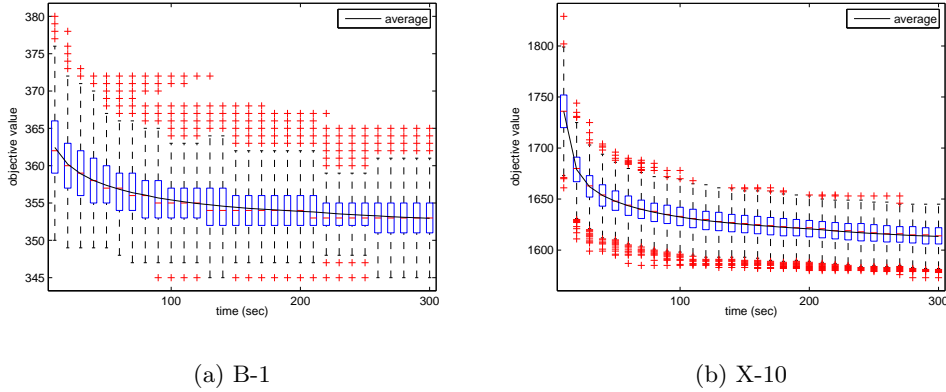 380
375
370
365
360
355
350
345
objective value
100
200
300
time (sec)
average
1800
1750
1700
1650
1600
objective value
100
200
300
time (sec)
average
(a) B-1
(b) X-10